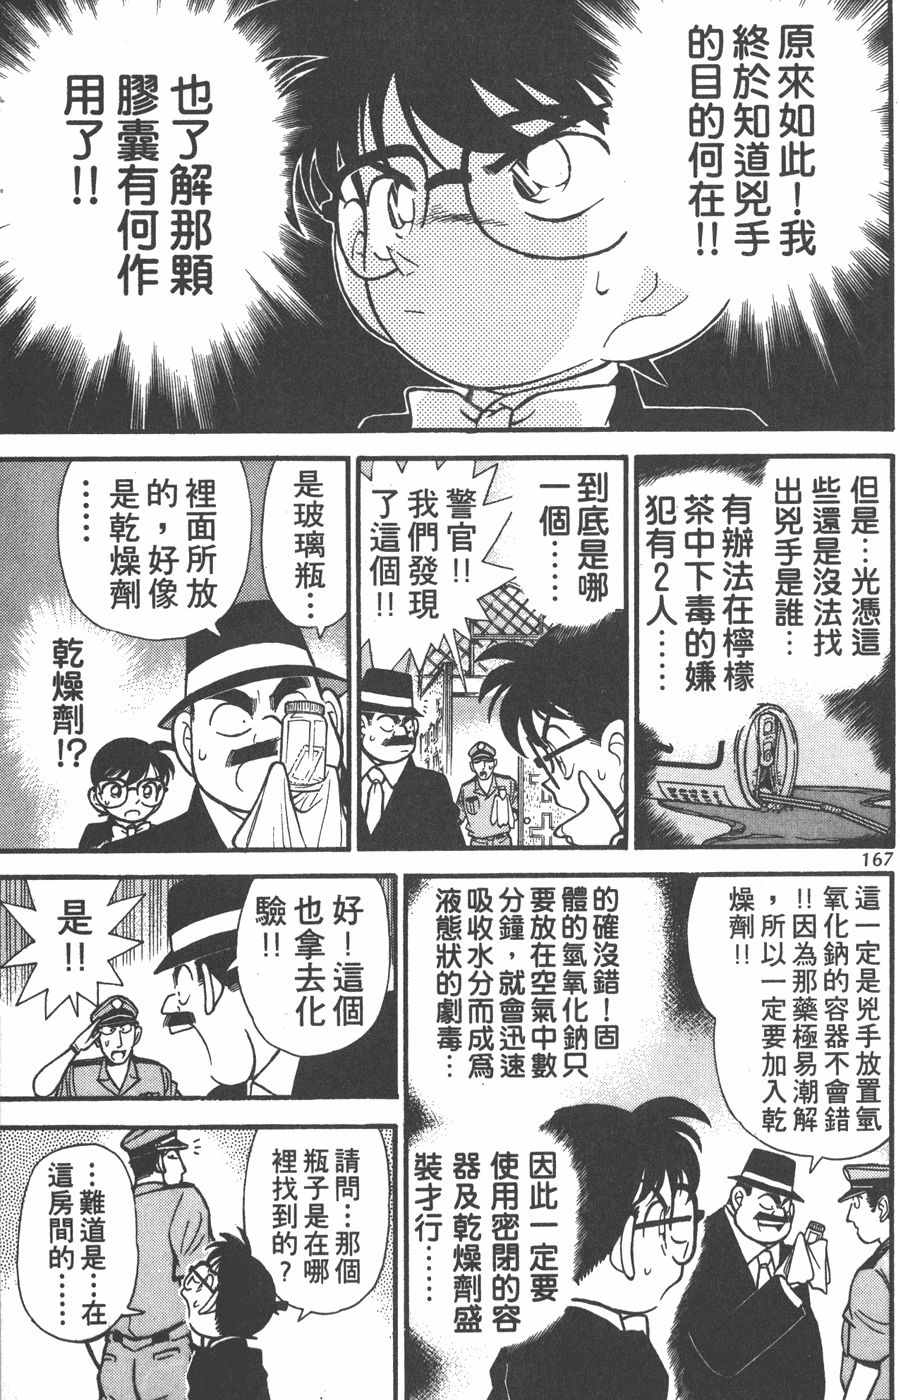 原來如此！我
終於知道兇手
的目的何在!!
也了解那顆
膠囊有何作
用了!!
但是…光憑這
些還是沒法找
出兇手是誰…
有辦法在檸檬
茶中下毒的嫌
犯有2人……
到底是哪
一個……
警官!!
我們發現
了這個!!
是玻璃瓶…
裡面所放
的，好像
是乾燥劑
……
乾燥劑!?
167
這一定是兇手放置氫
氧化鈉的容器不會錯
!!因為那藥極易潮解
，所以一定要加入乾
燥劑!!
的確沒錯！固
體的氫氧化鈉只
要放在空氣中數
分鐘，就會迅速
吸收水分而成為
液態狀的劇毒…
因此一定要
使用密閉的容
器及乾燥劑盛
裝才行……
好！這個
也拿去化
驗!!
是!!
請問…那個
瓶子是在哪
裡找到的？
…難道是…在
這房間的……